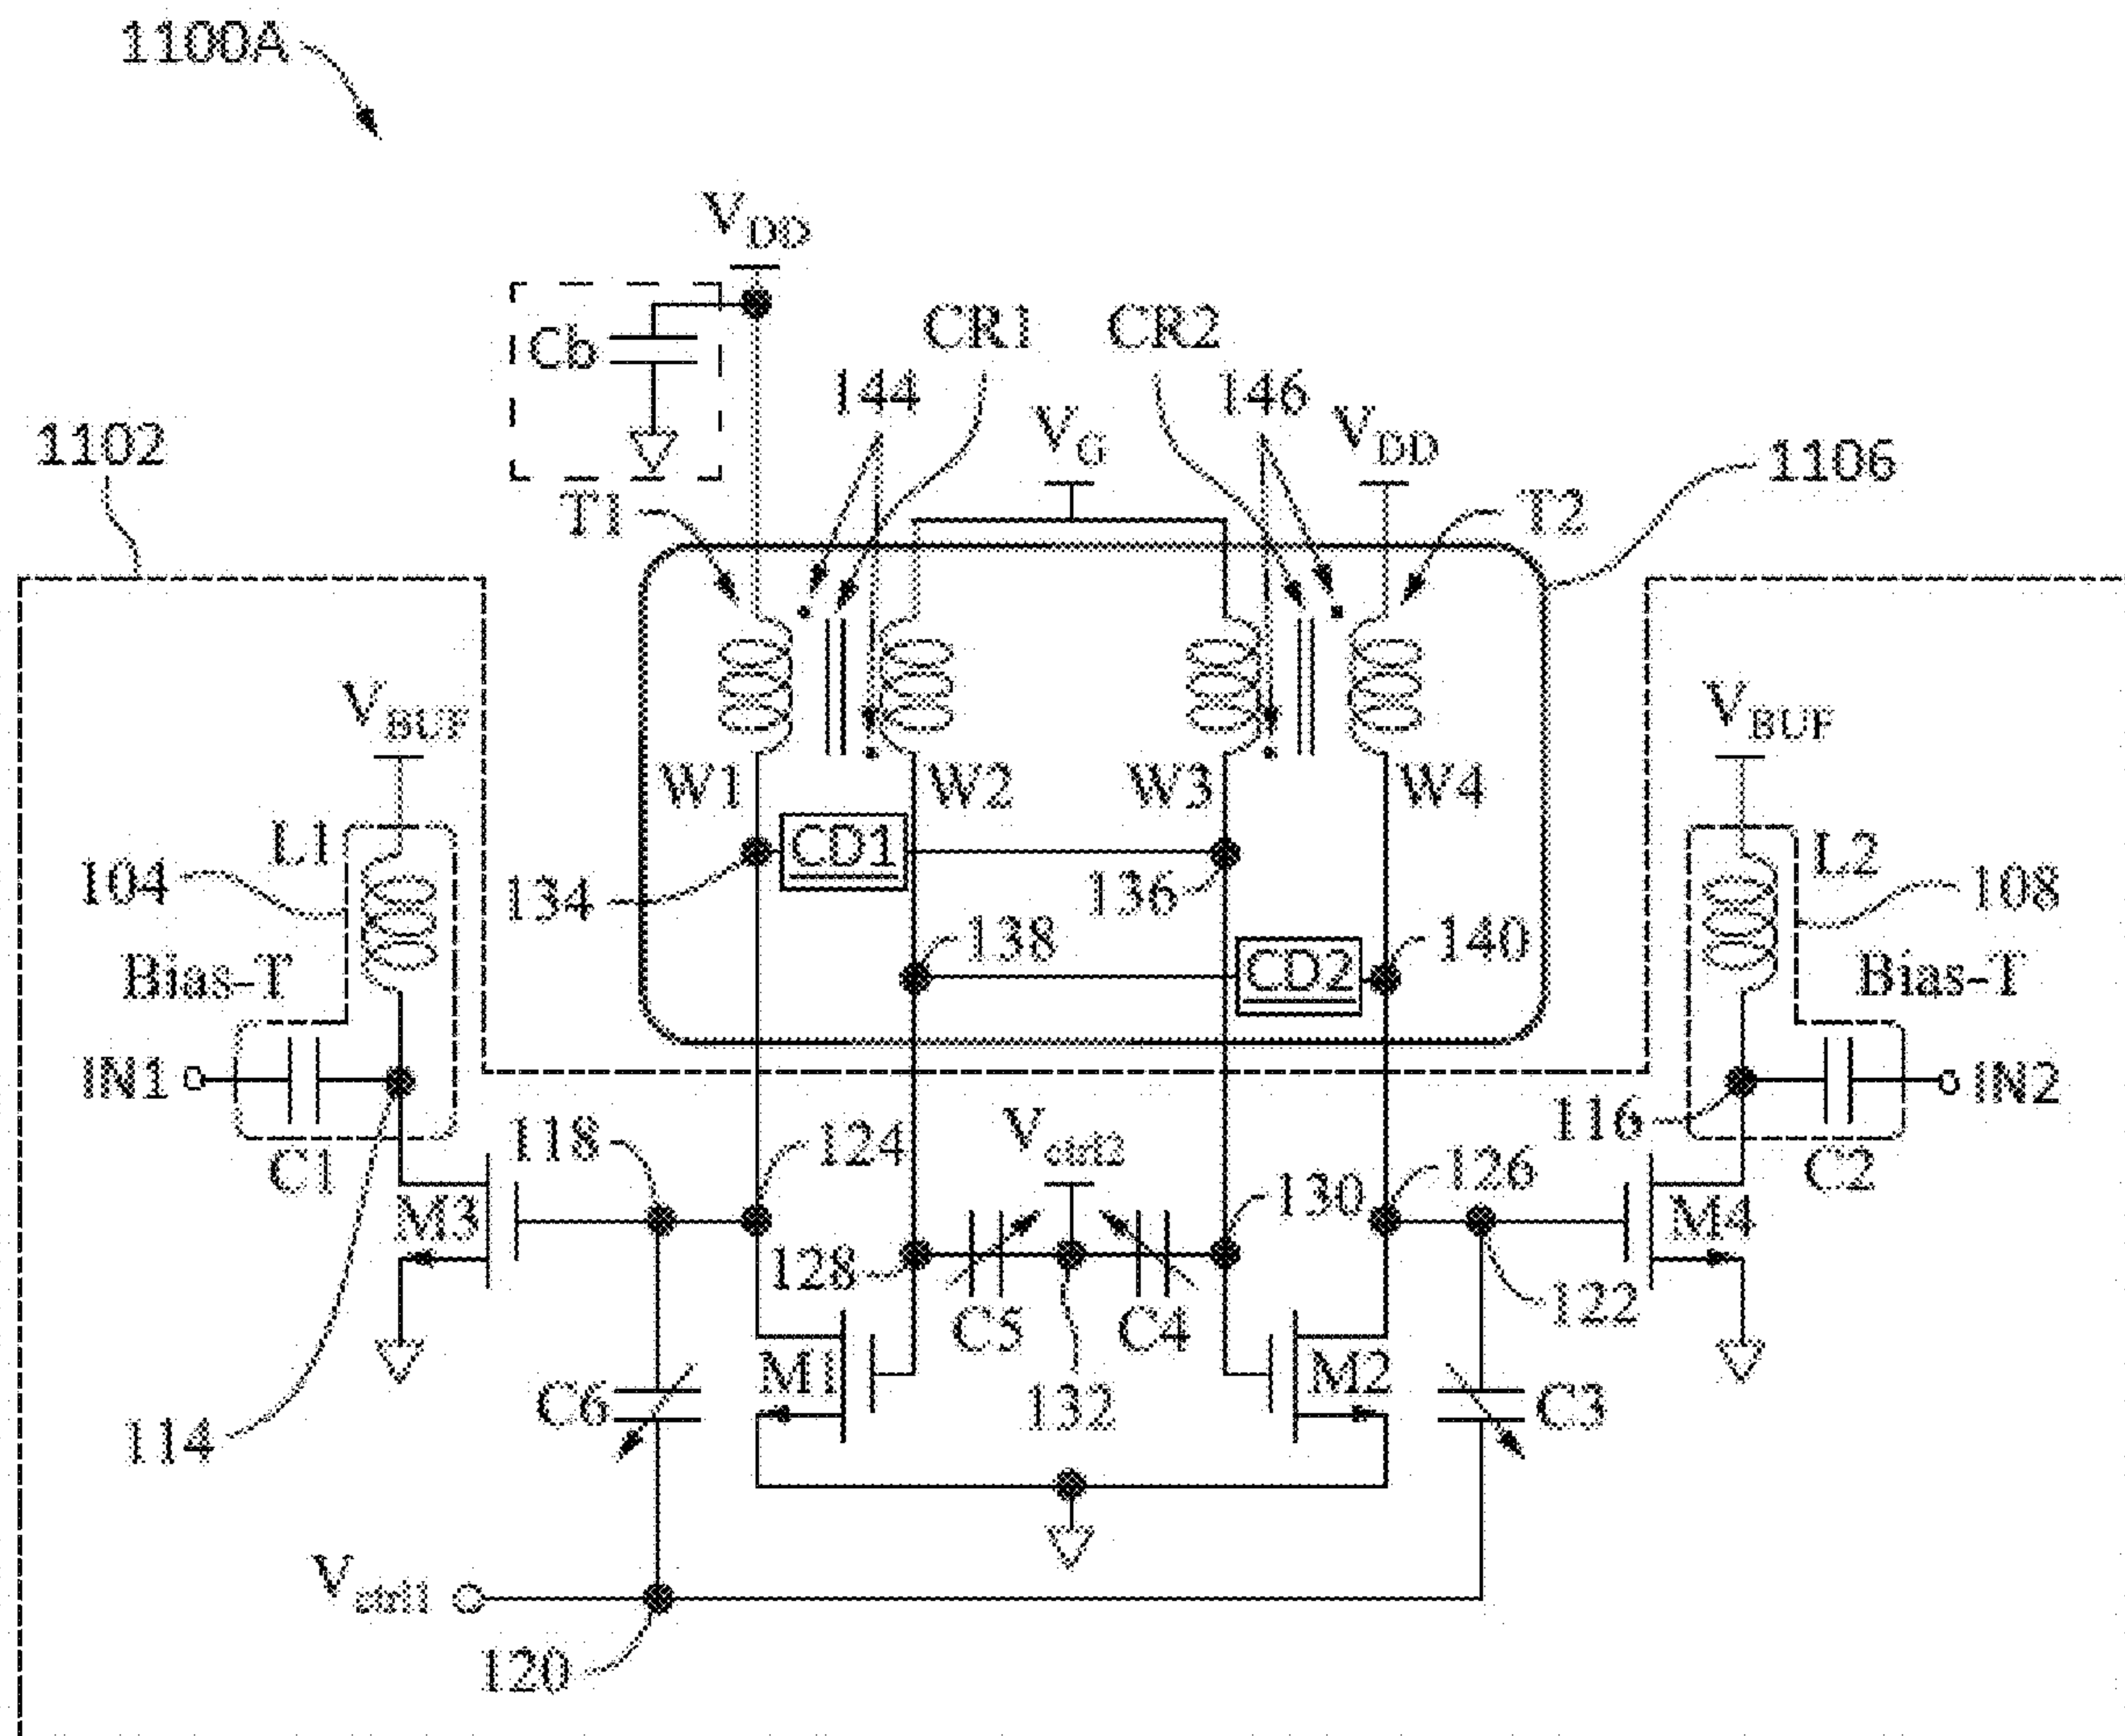 1100A
VDD
Cb
CR1
CR2
144
146
VG
VDD
1102
1106
T1
T2
VBUF
VBUF
W1
W2
W3
W4
L1
L2
CD1
104
134
136
108
138
CD2
140
Bias-T
Bias-T
IN1
IN2
118
124
Vctrl2
116
126
C1
C2
M3
130
M4
128
122
C5
C4
M1
M2
C6
132
C3
114
Vctrl1
120